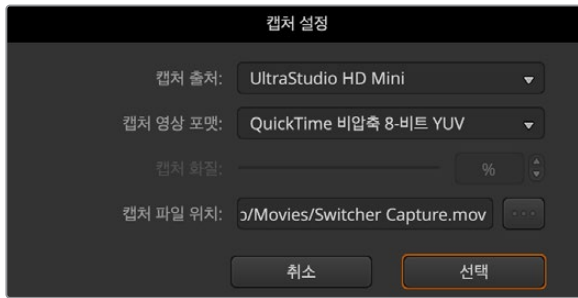 캡처 설정
캡처 출처: UltraStudio HD Mini
캡처 영상 포맷: QuickTime 비압축 8-비트 YUV
캡처 화질: %
캡처 파일 위치: o/Movies/Switcher Capture.mov ...
취소 선택